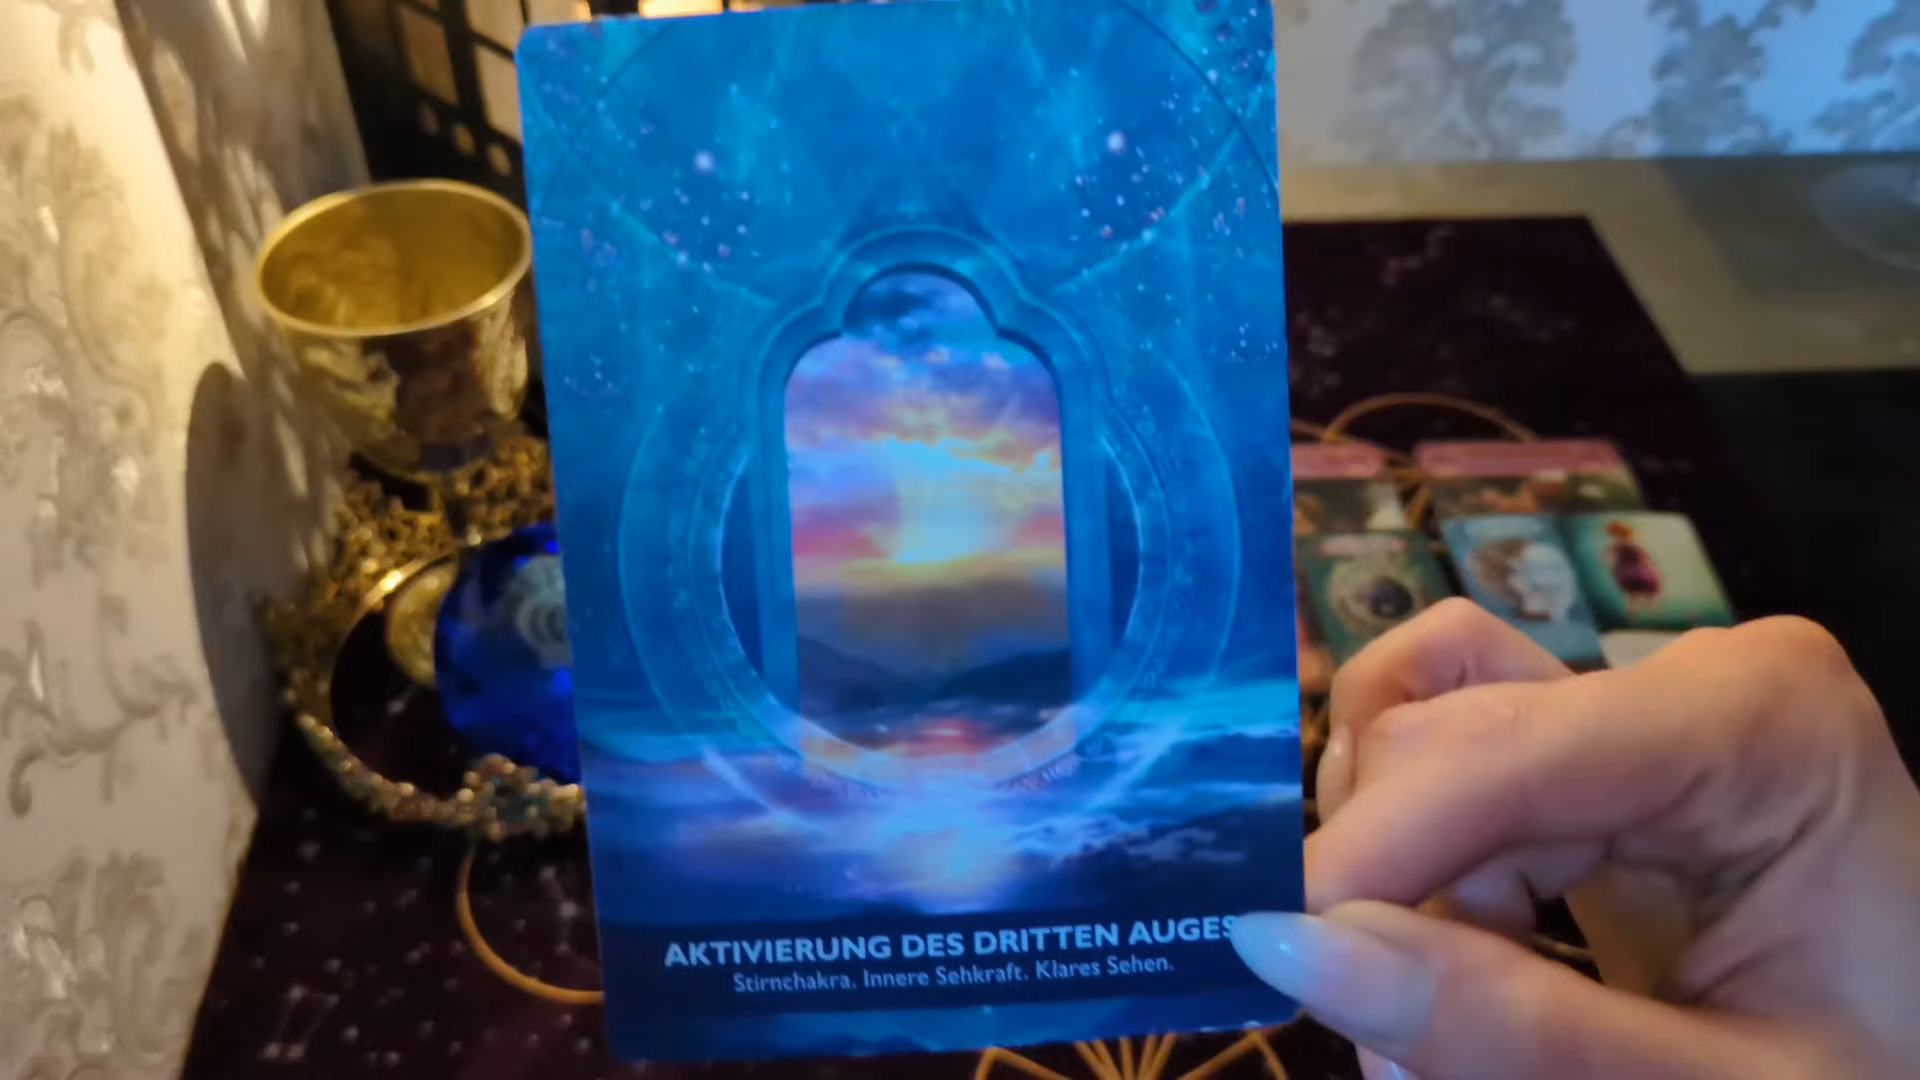 AKTIVIERUNG DES DRITTEN AUGES
Stirnchakra. Innere Sehkraft. Klares Sehen.